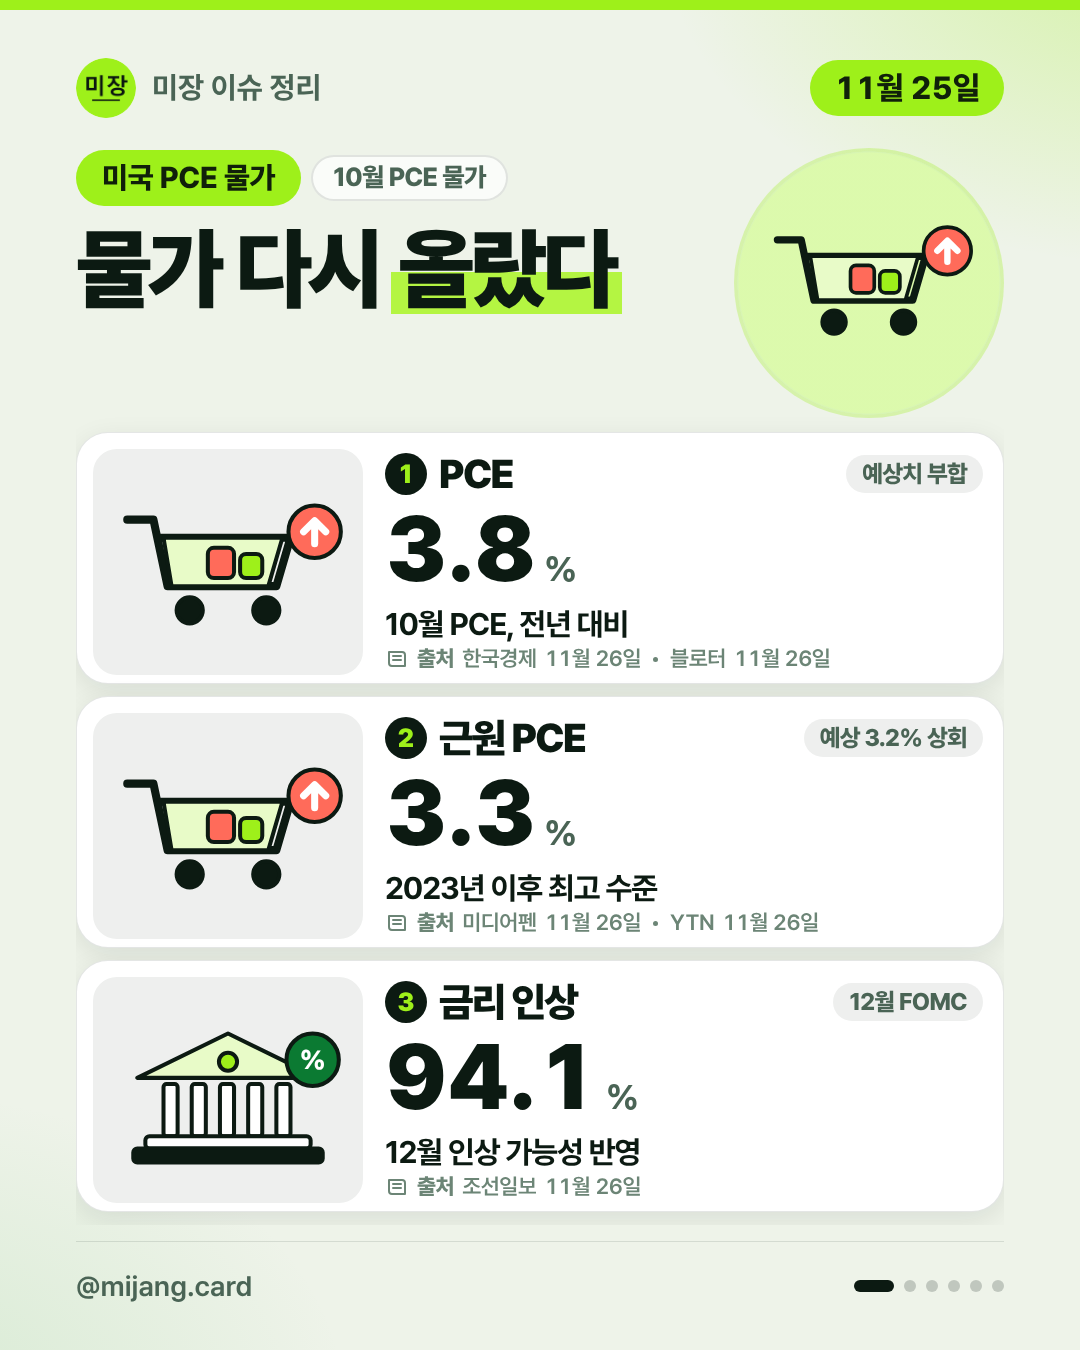 미장 미장 이슈 정리
11월 25일
미국 PCE 물가
10월 PCE 물가
물가 다시 올랐다
1 PCE
예상치 부합
3.8 %
10월 PCE, 전년 대비
출처 한국경제 11월 26일 • 블로터 11월 26일
2 근원 PCE
예상 3.2% 상회
3.3 %
2023년 이후 최고 수준
출처 미디어펜 11월 26일 • YTN 11월 26일
%
3 금리 인상
12월 FOMC
94.1 %
12월 인상 가능성 반영
출처 조선일보 11월 26일
@mijang.card